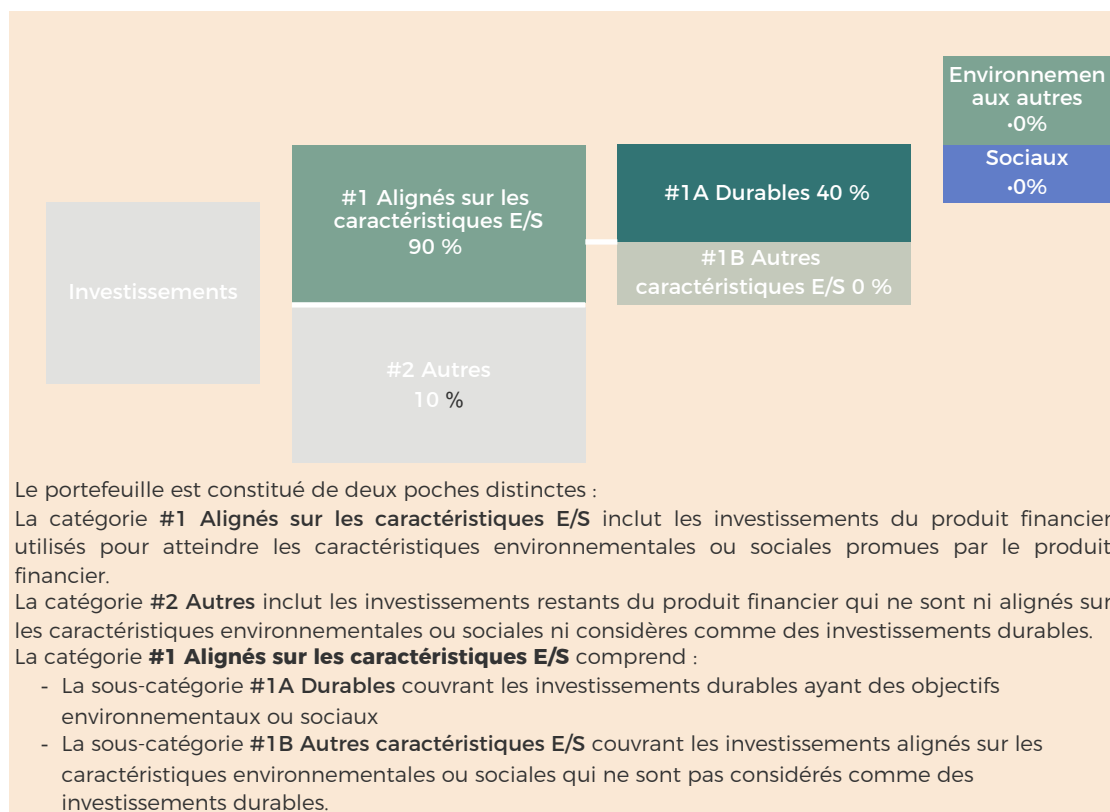 Environnemen
aux autres
•0%
Sociaux
•0%
#1 Alignés sur les
caractéristiques E/S
90 %
#1A Durables 40 %
#1B Autres
caractéristiques E/S 0 %
Investissements
#2 Autres
10 %
Le portefeuille est constitué de deux poches distinctes :
La catégorie #1 Alignés sur les caractéristiques E/S inclut les investissements du produit financier
utilisés pour atteindre les caractéristiques environnementales ou sociales promues par le produit
financier.
La catégorie #2 Autres inclut les investissements restants du produit financier qui ne sont ni alignés sur
les caractéristiques environnementales ou sociales ni considères comme des investissements durables.
La catégorie #1 Alignés sur les caractéristiques E/S comprend :
- La sous-catégorie #1A Durables couvrant les investissements durables ayant des objectifs
environnementaux ou sociaux
- La sous-catégorie #1B Autres caractéristiques E/S couvrant les investissements alignés sur les
caractéristiques environnementales ou sociales qui ne sont pas considérés comme des
investissements durables.